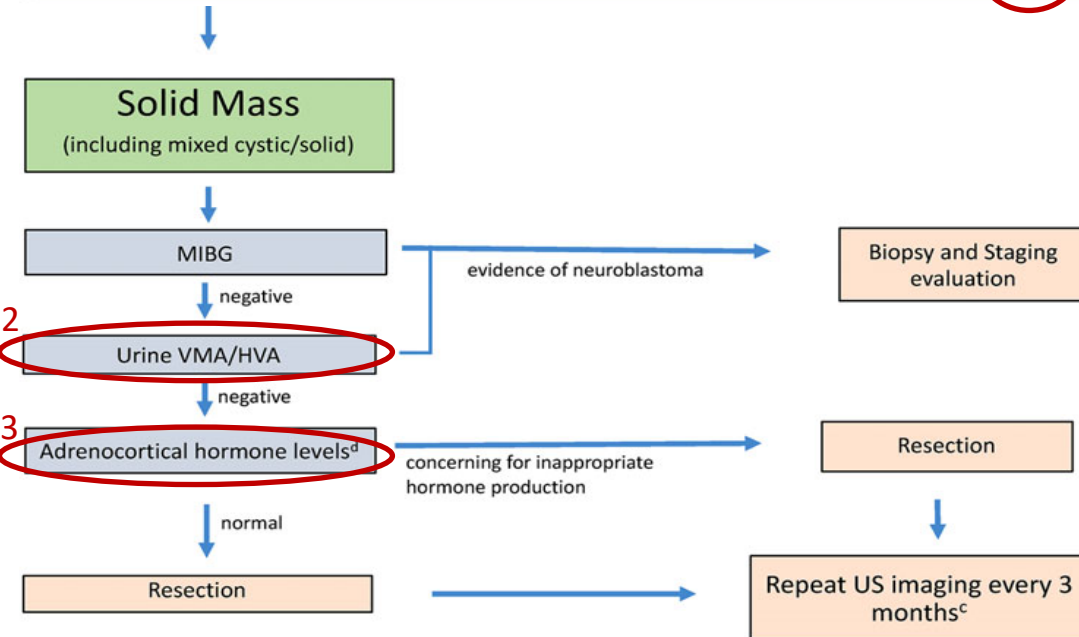 Solid Mass
(including mixed cystic/solid)
MIBG
evidence of neuroblastoma
Biopsy and Staging
evaluation
negative
2
Urine VMA/HVA
negative
3
Adrenocortical hormone levelsᵈ
concerning for inappropriate
hormone production
Resection
normal
Resection
Repeat US imaging every 3
monthsᶜ